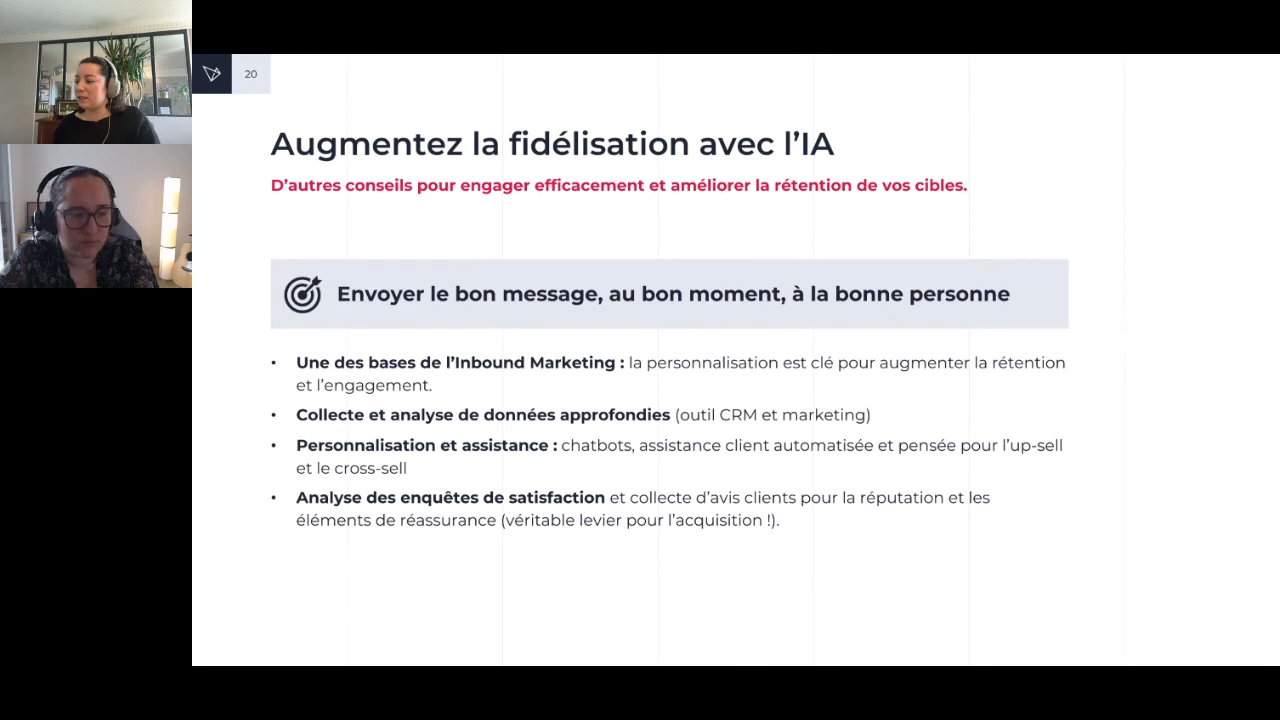 20
Augmentez la fidélisation avec l’IA
D’autres conseils pour engager efficacement et améliorer la rétention de vos cibles.
Envoyer le bon message, au bon moment, à la bonne personne
• Une des bases de l’Inbound Marketing : la personnalisation est clé pour augmenter la rétention
et l’engagement.
• Collecte et analyse de données approfondies (outil CRM et marketing)
• Personnalisation et assistance : chatbots, assistance client automatisée et pensée pour l’up-sell
et le cross-sell
• Analyse des enquêtes de satisfaction et collecte d’avis clients pour la réputation et les
éléments de réassurance (véritable levier pour l’acquisition !).